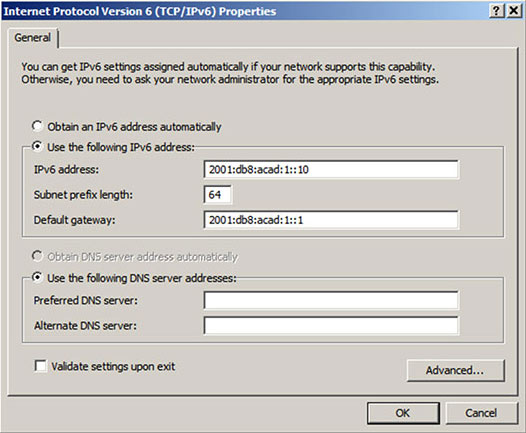 Internet Protocol Version 6 (TCP/IPv6) Properties
General
You can get IPv6 settings assigned automatically if your network supports this capability.
Otherwise, you need to ask your network administrator for the appropriate IPv6 settings.
Obtain an IPv6 address automatically
Use the following IPv6 address:
IPv6 address: 2001:db8:acad:1::10
Subnet prefix length: 64
Default gateway: 2001:db8:acad:1::1
Obtain DNS server address automatically
Use the following DNS server addresses:
Preferred DNS server:
Alternate DNS server:
Validate settings upon exit
Advanced...
OK Cancel